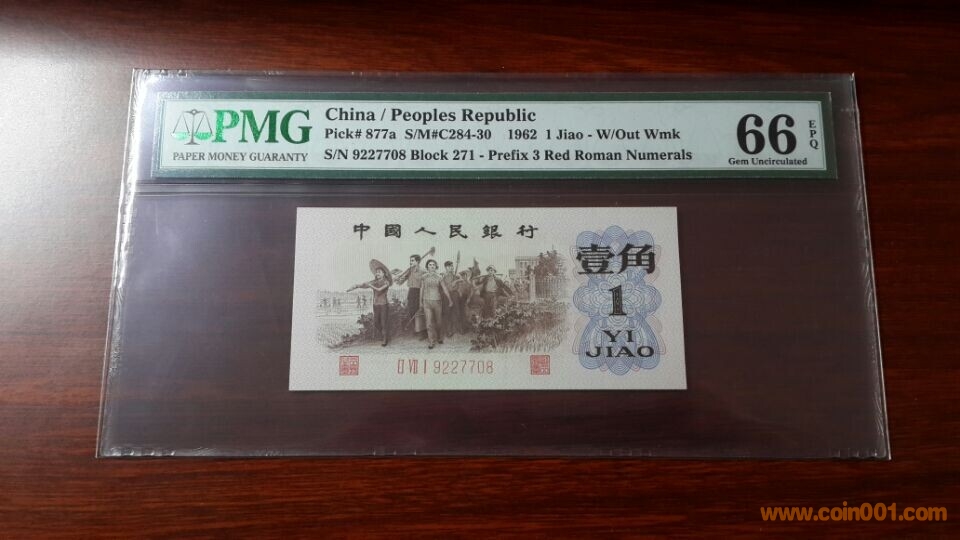 PMG
PAPER MONEY GUARANTY
China / Peoples Republic
Pick# 877a S/M#C284-30 1962 1 Jiao - W/Out Wmk
S/N 9227708 Block 271 - Prefix 3 Red Roman Numerals
66
EPQ
Gem Uncirculated
中國人民銀行
壹角
1
YI
JIAO
II VII I 9227708
www.coin001.com